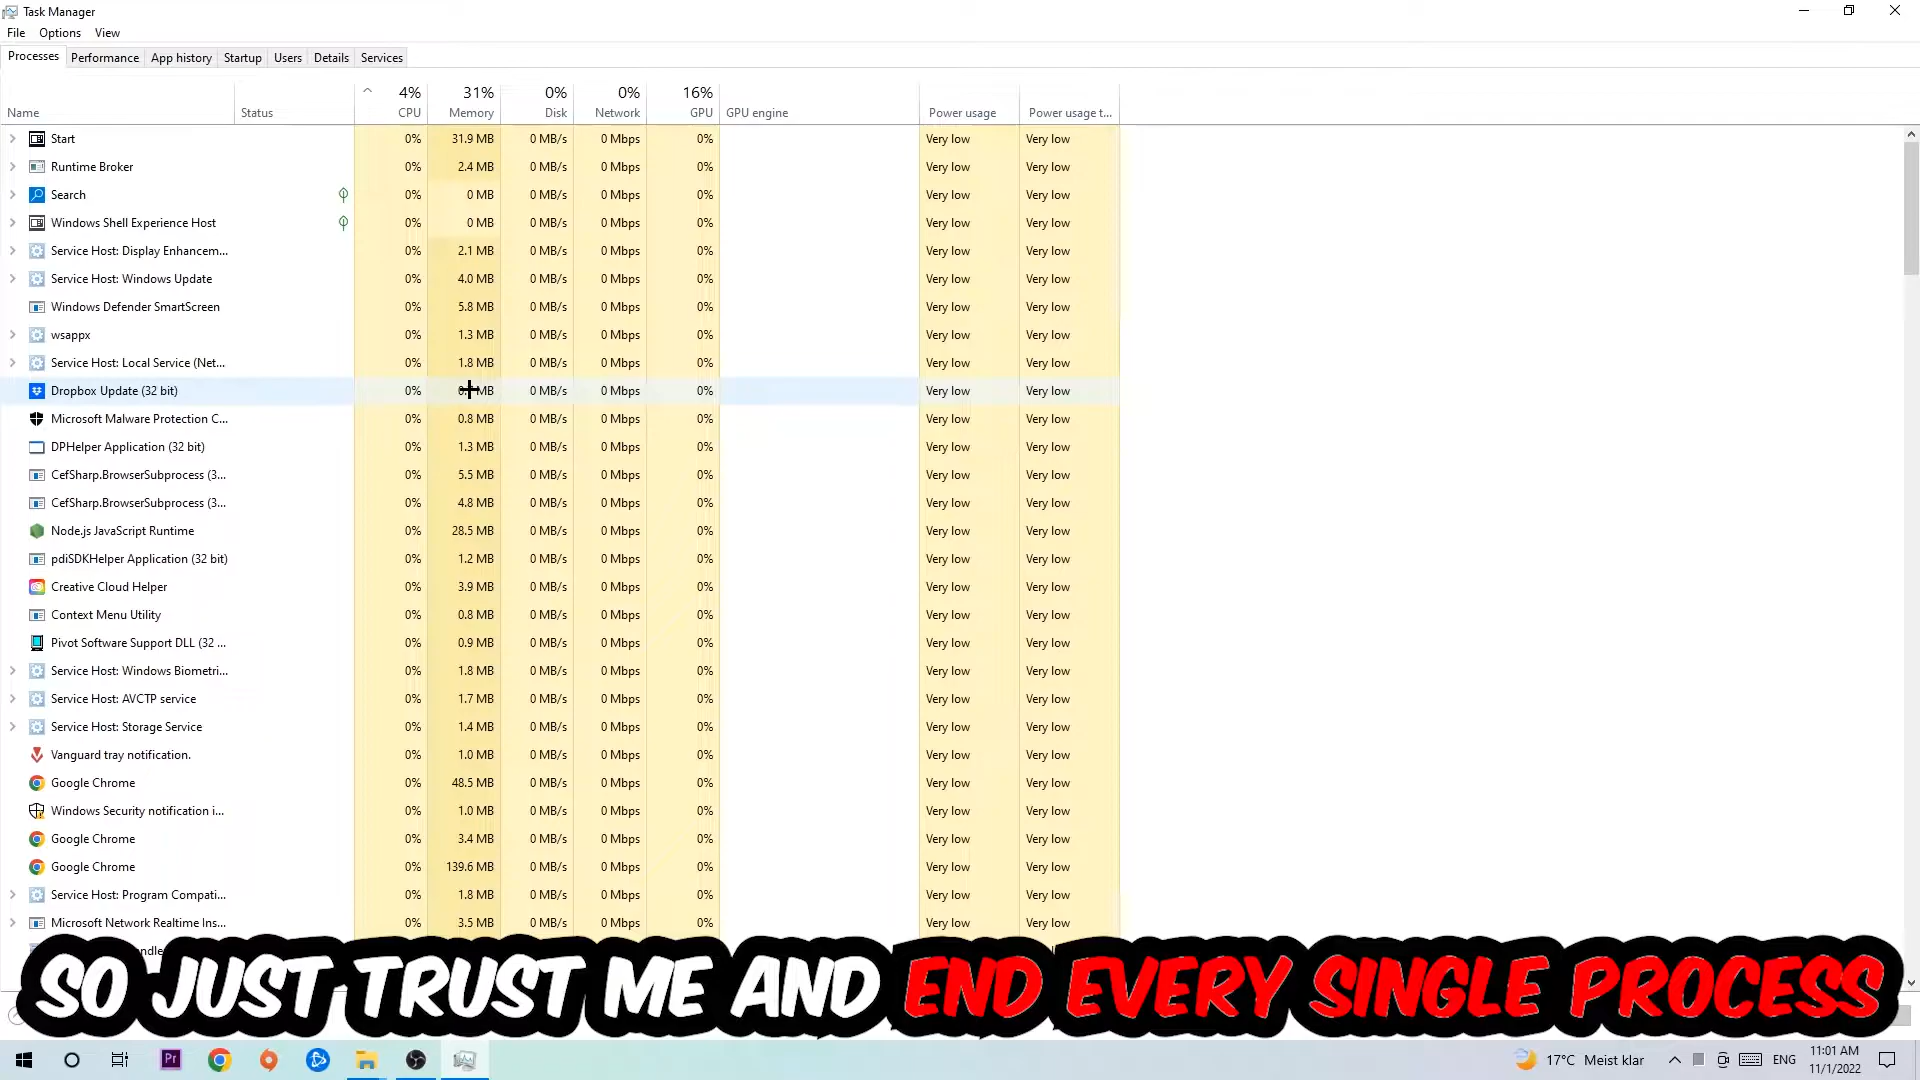 Task Manager
File Options View
Processes Performance App history Startup Users Details Services
4% 31% 0% 0% 16%
Name Status CPU Memory Disk Network GPU GPU engine Power usage Power usage t...
Start 0% 31.9 MB 0 MB/s 0 Mbps 0% Very low Very low
Runtime Broker 0% 2.4 MB 0 MB/s 0 Mbps 0% Very low Very low
Search 0% 0 MB 0 MB/s 0 Mbps 0% Very low Very low
Windows Shell Experience Host 0% 0 MB 0 MB/s 0 Mbps 0% Very low Very low
Service Host: Display Enhancem... 0% 2.1 MB 0 MB/s 0 Mbps 0% Very low Very low
Service Host: Windows Update 0% 4.0 MB 0 MB/s 0 Mbps 0% Very low Very low
Windows Defender SmartScreen 0% 5.8 MB 0 MB/s 0 Mbps 0% Very low Very low
wsappx 0% 1.3 MB 0 MB/s 0 Mbps 0% Very low Very low
Service Host: Local Service (Net... 0% 1.8 MB 0 MB/s 0 Mbps 0% Very low Very low
Dropbox Update (32 bit) 0% MB 0 MB/s 0 Mbps 0% Very low Very low
Microsoft Malware Protection C... 0% 0.8 MB 0 MB/s 0 Mbps 0% Very low Very low
DPHelper Application (32 bit) 0% 1.3 MB 0 MB/s 0 Mbps 0% Very low Very low
CefSharp.BrowserSubprocess (3... 0% 5.5 MB 0 MB/s 0 Mbps 0% Very low Very low
CefSharp.BrowserSubprocess (3... 0% 4.8 MB 0 MB/s 0 Mbps 0% Very low Very low
Node.js JavaScript Runtime 0% 28.5 MB 0 MB/s 0 Mbps 0% Very low Very low
pdiSDKHelper Application (32 bit) 0% 1.2 MB 0 MB/s 0 Mbps 0% Very low Very low
Creative Cloud Helper 0% 3.9 MB 0 MB/s 0 Mbps 0% Very low Very low
Context Menu Utility 0% 0.8 MB 0 MB/s 0 Mbps 0% Very low Very low
Pivot Software Support DLL (32 ... 0% 0.9 MB 0 MB/s 0 Mbps 0% Very low Very low
Service Host: Windows Biometri... 0% 1.8 MB 0 MB/s 0 Mbps 0% Very low Very low
Service Host: AVCTP service 0% 1.7 MB 0 MB/s 0 Mbps 0% Very low Very low
Service Host: Storage Service 0% 1.4 MB 0 MB/s 0 Mbps 0% Very low Very low
Vanguard tray notification. 0% 1.0 MB 0 MB/s 0 Mbps 0% Very low Very low
Google Chrome 0% 48.5 MB 0 MB/s 0 Mbps 0% Very low Very low
Windows Security notification i... 0% 1.0 MB 0 MB/s 0 Mbps 0% Very low Very low
Google Chrome 0% 3.4 MB 0 MB/s 0 Mbps 0% Very low Very low
Google Chrome 0% 139.6 MB 0 MB/s 0 Mbps 0% Very low Very low
Service Host: Program Compati... 0% 1.8 MB 0 MB/s 0 Mbps 0% Very low Very low
Microsoft Network Realtime Ins... 0% 3.5 MB 0 MB/s 0 Mbps 0% Very low Very low
SO JUST TRUST ME AND END EVERY SINGLE PROCESS
Pr 17°C Meist klar ENG 11:01 AM
11/1/2022